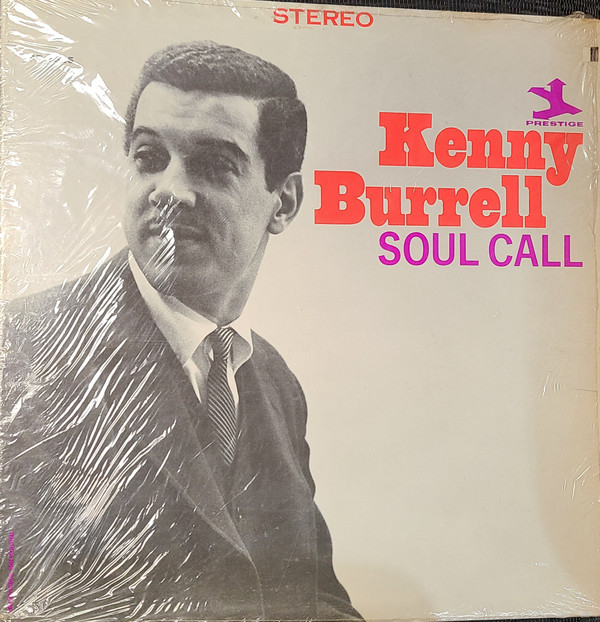 STEREO
PRESTIGE
Kenny
Burrell
SOUL CALL